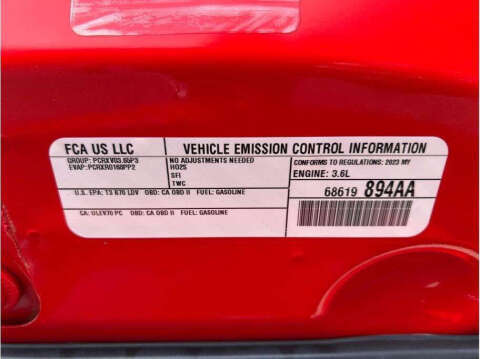 FCA US LLC
VEHICLE EMISSION CONTROL INFORMATION
GROUP: PCRXV03.65P3
EVAP: PCRXR0160PP2
NO ADJUSTMENTS NEEDED
HO2S
SFI
TWC
CONFORMS TO REGULATIONS: 2023 MY
ENGINE: 3.6L
68619 894AA
U.S. EPA: T3 B70 LDV OBD: CA OBD II FUEL: GASOLINE
CA: ULEV70 PC OBD: CA OBD II FUEL: GASOLINE